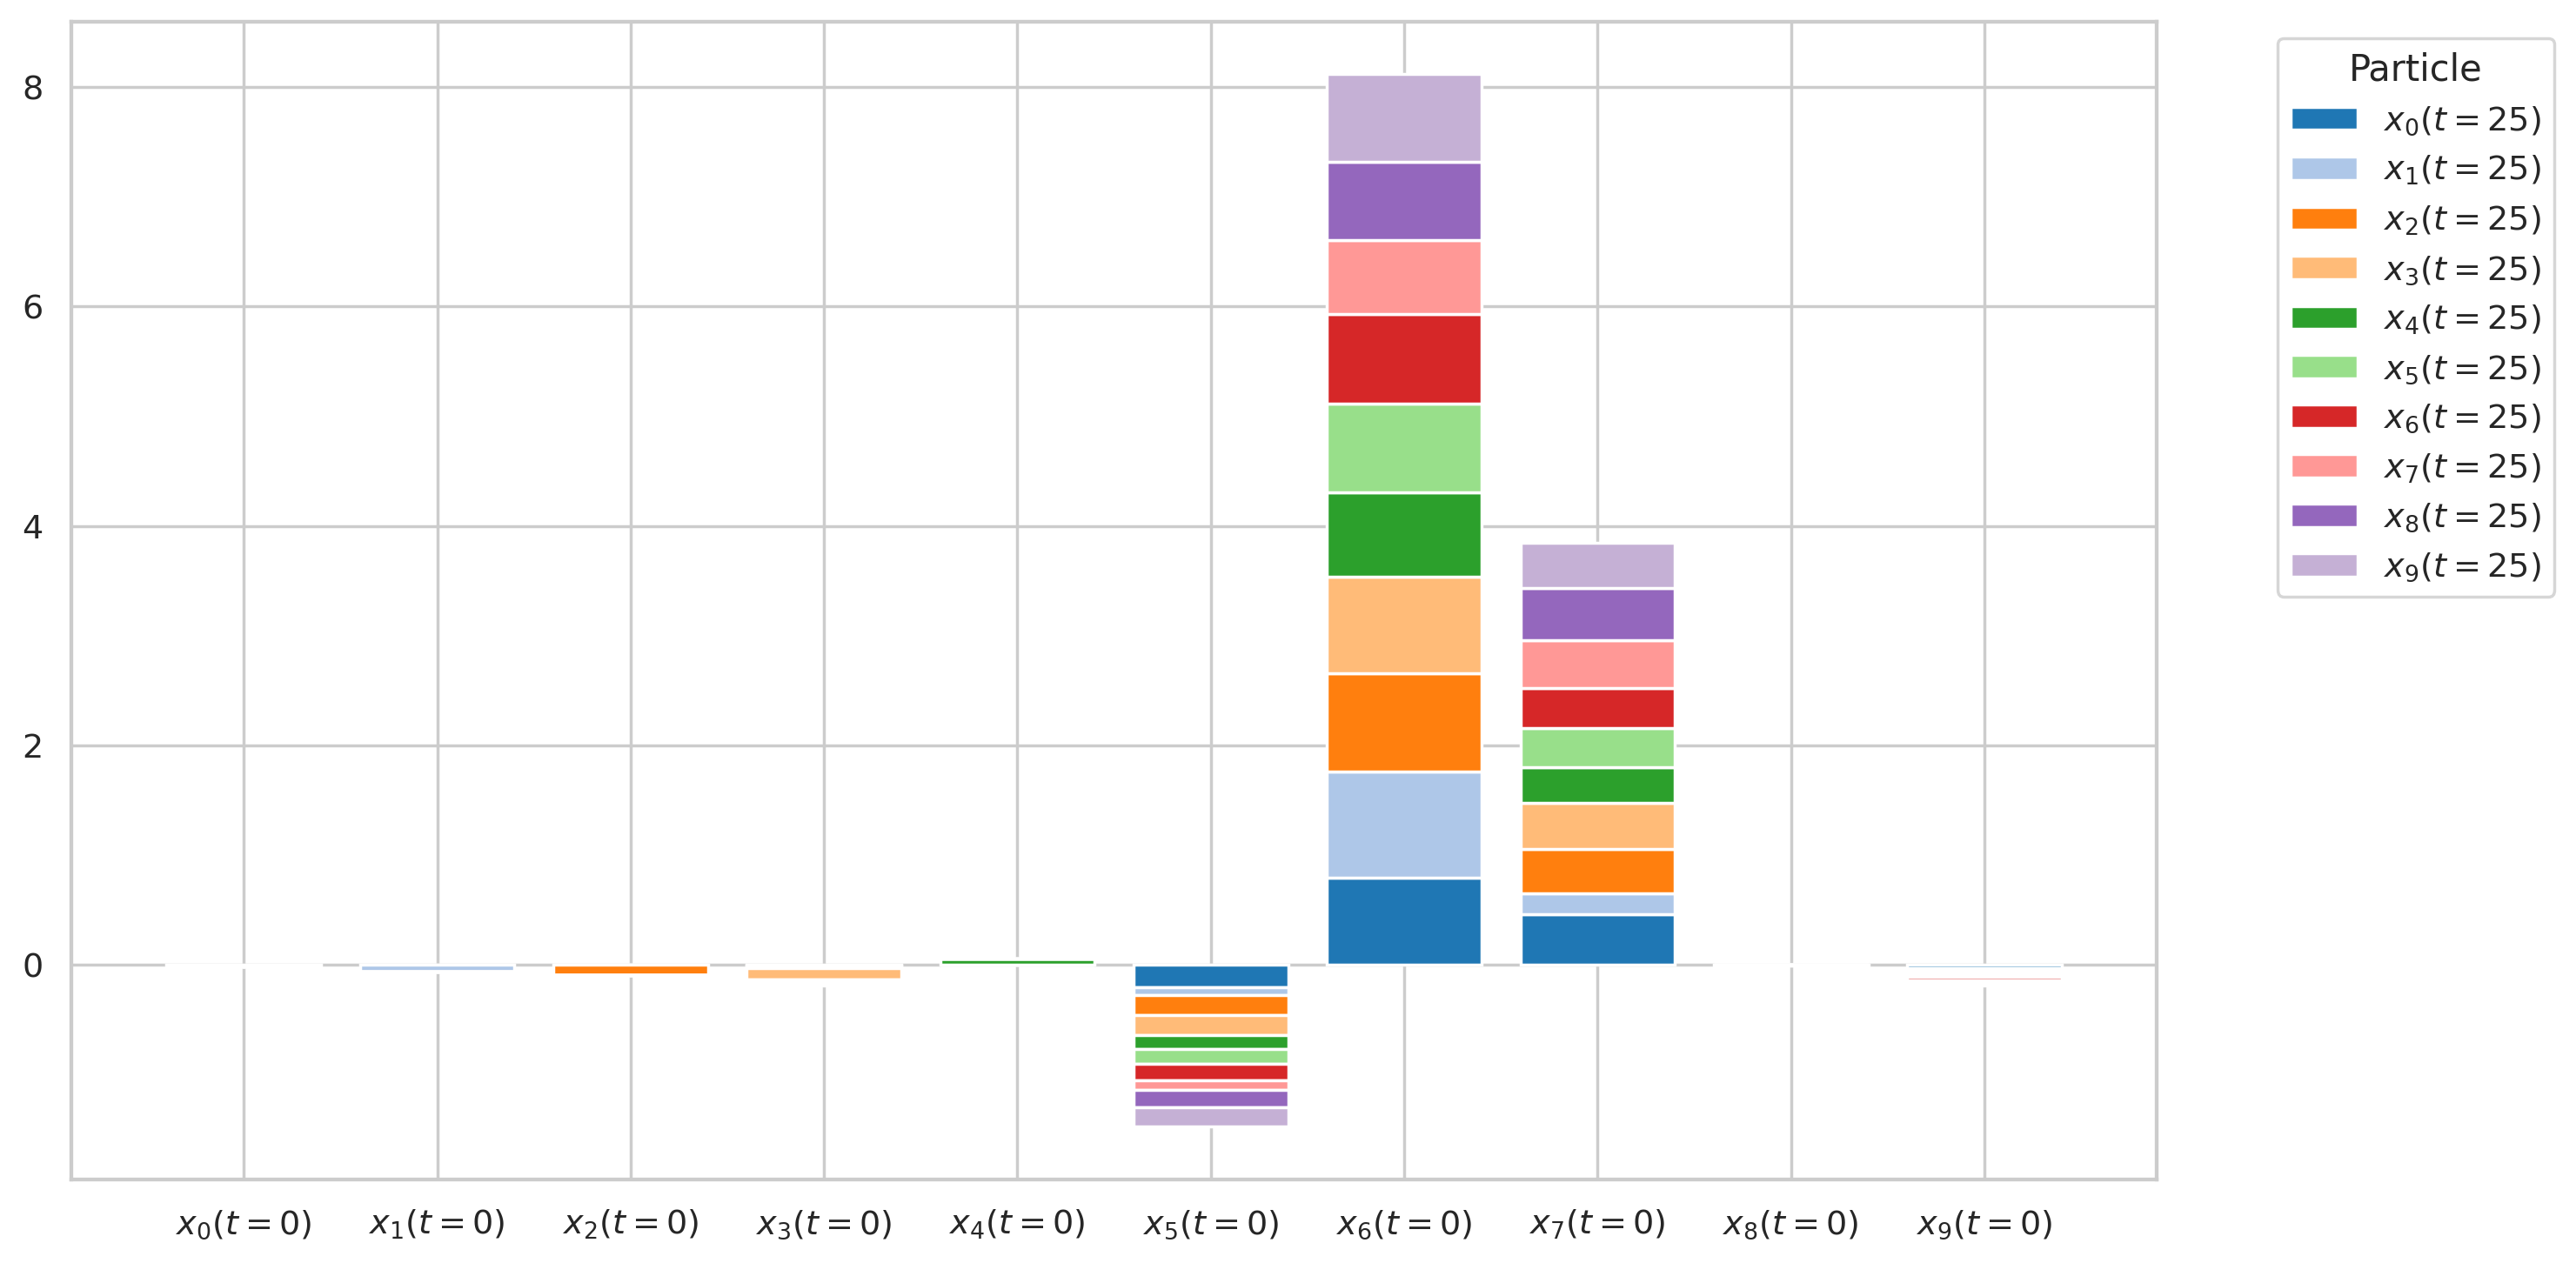 8
6
4
2
0
x₀(t = 0) x₁(t = 0) x₂(t = 0) x₃(t = 0) x₄(t = 0) x₅(t = 0) x₆(t = 0) x₇(t = 0) x₈(t = 0) x₉(t = 0)
Particle
x₀(t = 25)
x₁(t = 25)
x₂(t = 25)
x₃(t = 25)
x₄(t = 25)
x₅(t = 25)
x₆(t = 25)
x₇(t = 25)
x₈(t = 25)
x₉(t = 25)